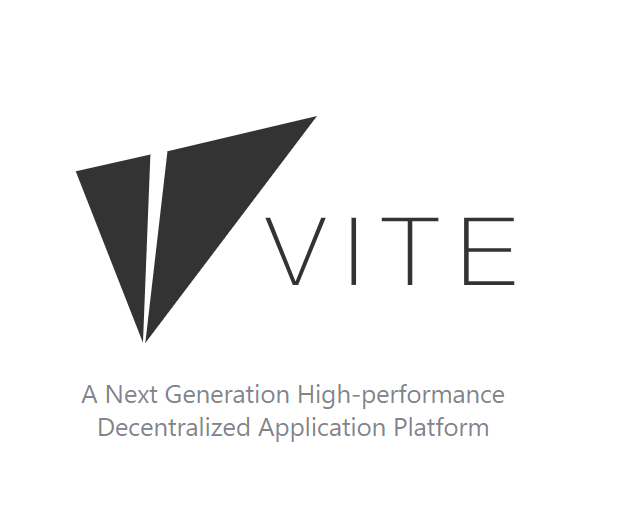 VITE
A Next Generation High-performance
Decentralized Application Platform